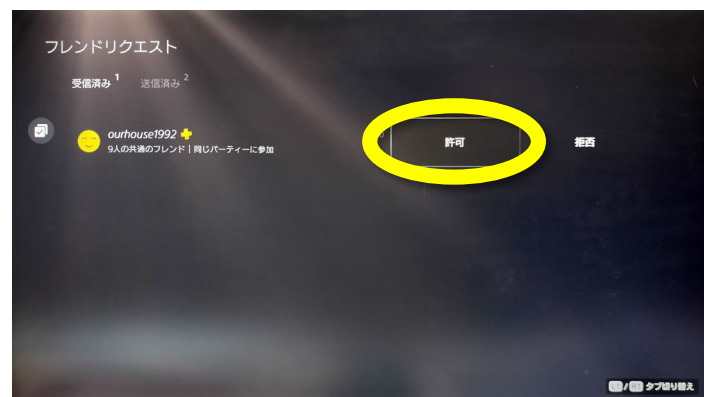 フレンドリクエスト
受信済み 1 送信済み 2
ourhouse1992
9人の共通のフレンド | 同じパーティーに参加
許可 拒否
L1 / R1 タブ切り替え